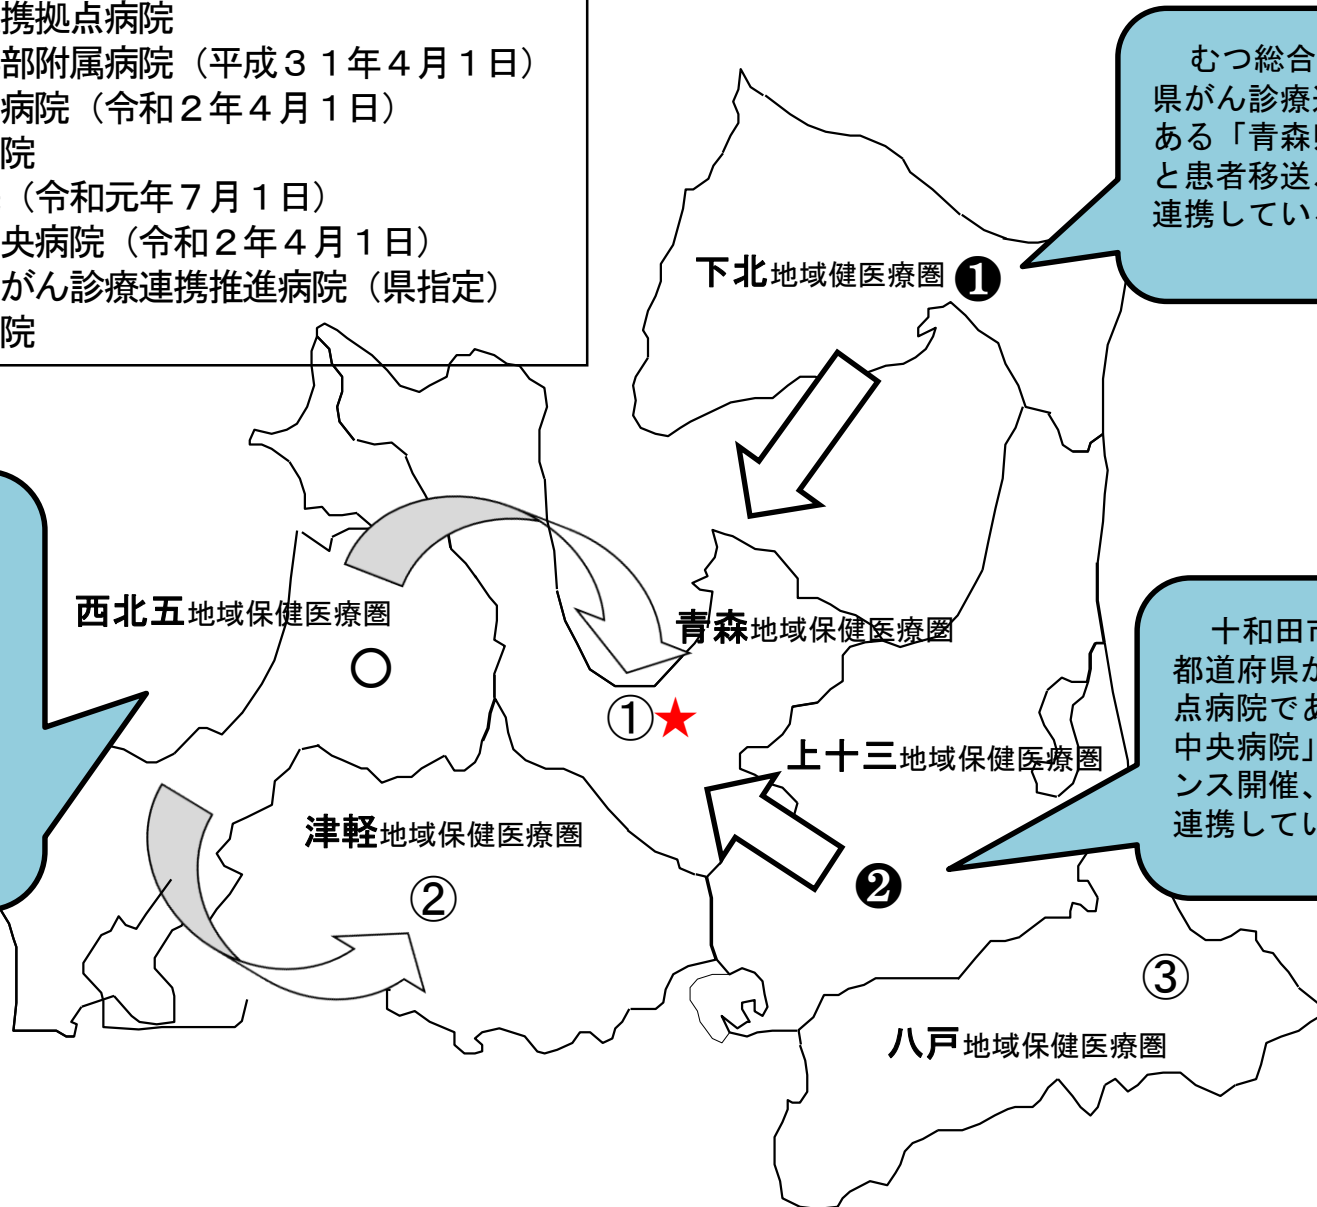 携拠点病院
部附属病院（平成３１年４月１日）
病院（令和２年４月１日）
院
（令和元年７月１日）
央病院（令和２年４月１日）
がん診療連携推進病院（県指定）
院
むつ総合
県がん診療
ある「青森
と患者移送、
連携してい
下北地域健医療圏 ❶
西北五地域保健医療圏
○
青森地域保健医療圏
①★
十和田市
都道府県が
点病院であ
中央病院」
ンス開催、
連携してい
上十三地域保健医療圏
❷
津軽地域保健医療圏
②
③
八戸地域保健医療圏